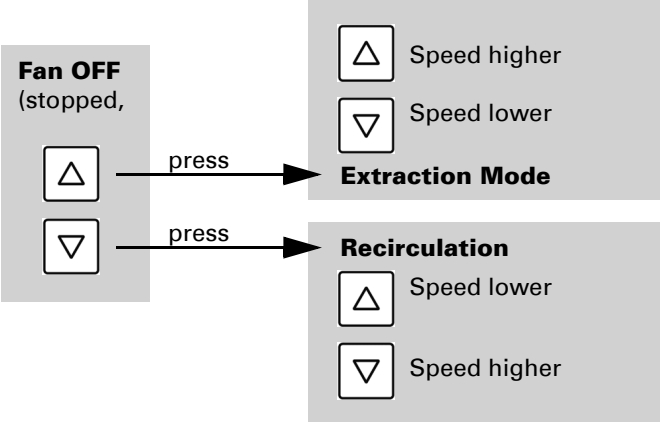 Fan OFF
(stopped,
press
press
Speed higher
Speed lower
Extraction Mode
Recirculation
Speed lower
Speed higher